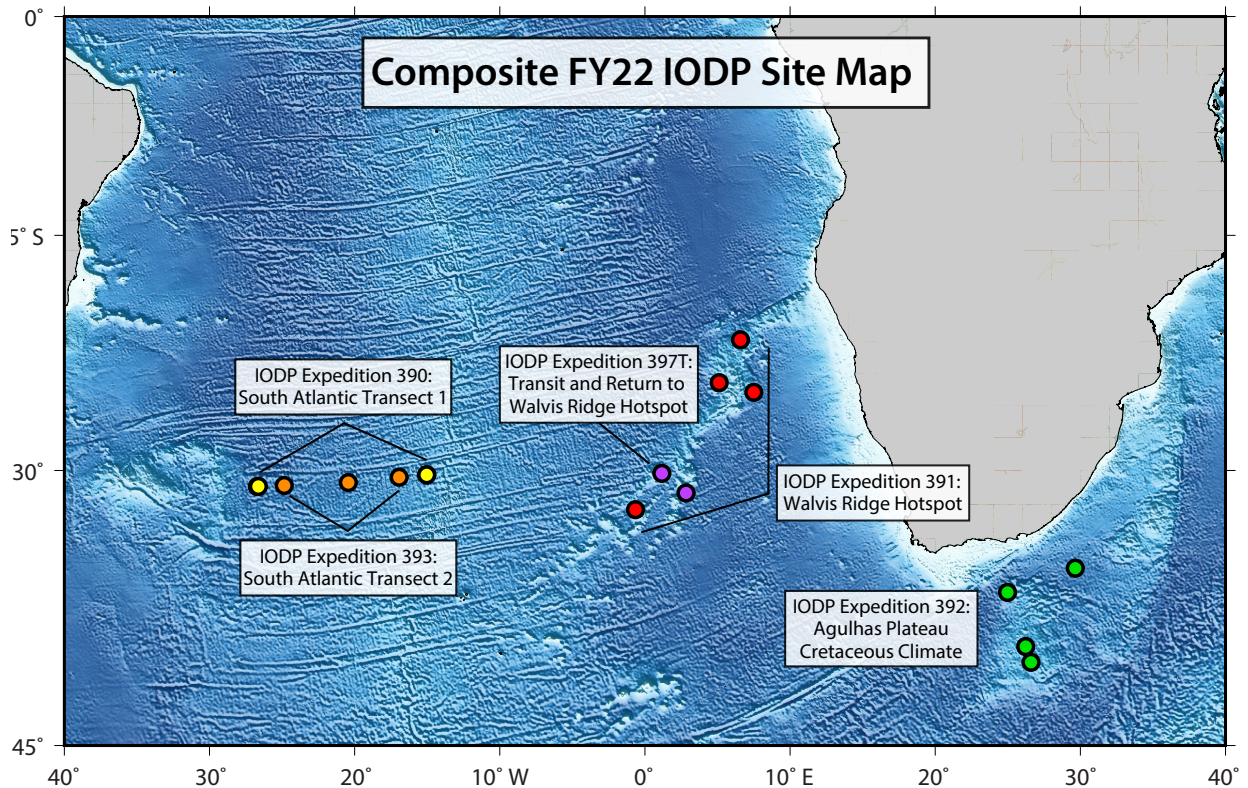 0°
Composite FY22 IODP Site Map
5° S
IODP Expedition 390:
South Atlantic Transect 1
IODP Expedition 397T:
Transit and Return to
Walvis Ridge Hotspot
30°
IODP Expedition 391:
Walvis Ridge Hotspot
IODP Expedition 393:
South Atlantic Transect 2
IODP Expedition 392:
Agulhas Plateau
Cretaceous Climate
45°
40° 30° 20° 10° W 0° 10° E 20° 30° 40°